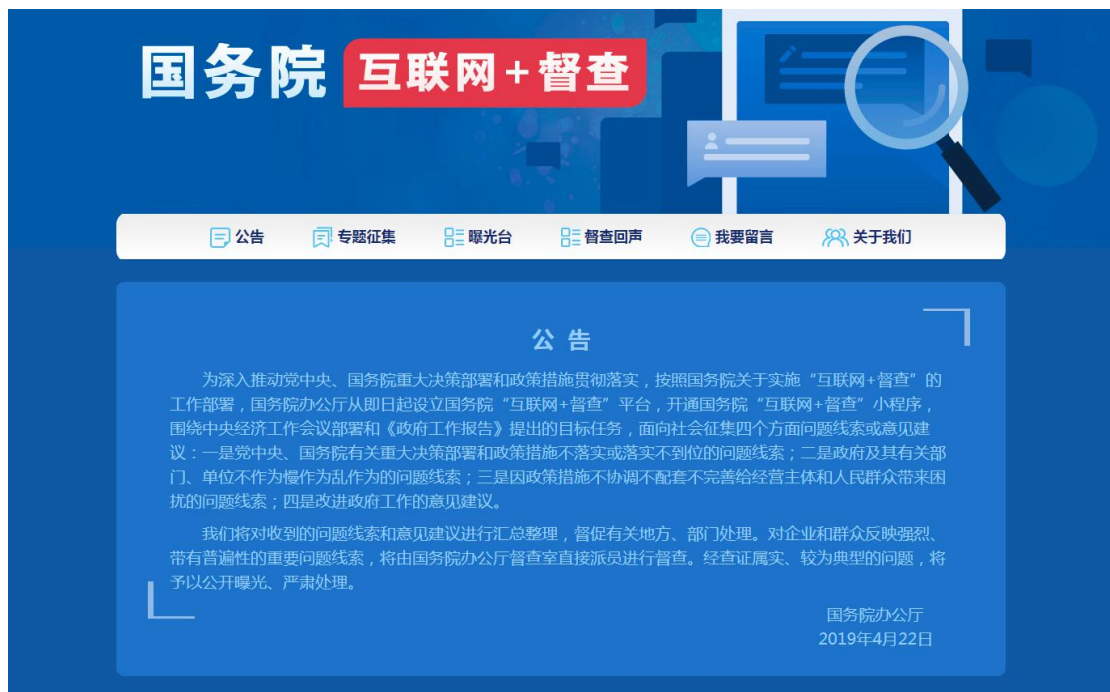 国务院 互联网+督查
公告 专题征集 曝光台 督查回声 我要留言 关于我们
公 告
为深入推动党中央、国务院重大决策部署和政策措施贯彻落实，按照国务院关于实施“互联网+督查”的
工作部署，国务院办公厅从即日起设立国务院“互联网+督查”平台，开通国务院“互联网+督查”小程序，
围绕中央经济工作会议部署和《政府工作报告》提出的目标任务，面向社会征集四个方面问题线索或意见建
议：一是党中央、国务院有关重大决策部署和政策措施不落实或落实不到位的问题线索；二是政府及其有关部
门、单位不作为慢作为乱作为的问题线索；三是因政策措施不协调不配套不完善给经营主体和人民群众带来困
扰的问题线索；四是改进政府工作的意见建议。
我们将对收到的问题线索和意见建议进行汇总整理，督促有关地方、部门处理。对企业和群众反映强烈、
带有普遍性的重要问题线索，将由国务院办公厅督查室直接派员进行督查。经查证属实、较为典型的问题，将
予以公开曝光、严肃处理。
国务院办公厅
2019年4月22日